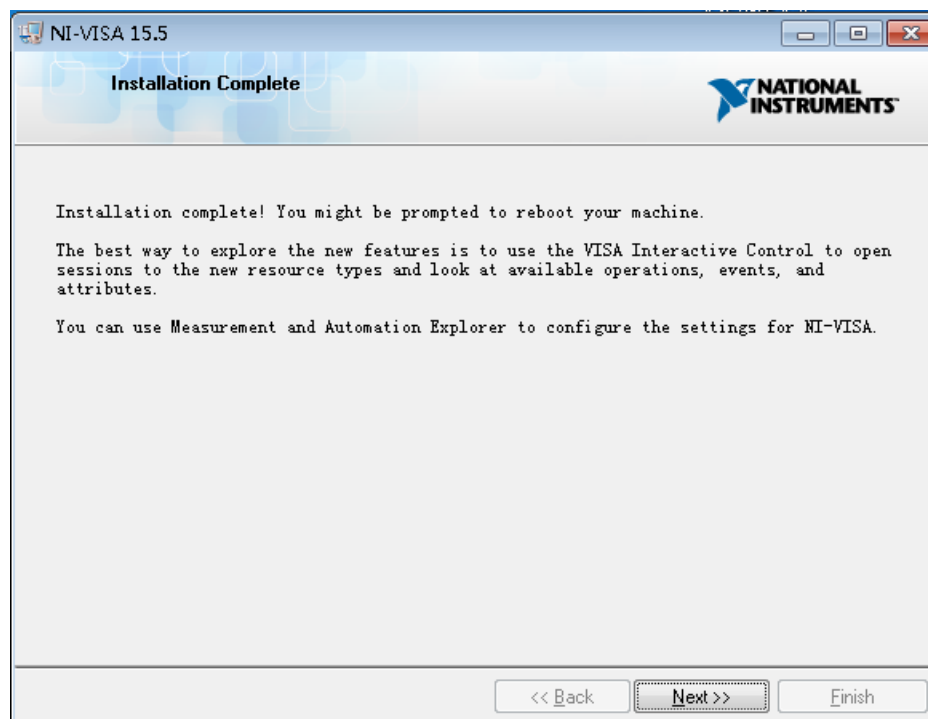 NI-VISA 15.5
Installation Complete
NATIONAL
INSTRUMENTS™
Installation complete! You might be prompted to reboot your machine.
The best way to explore the new features is to use the VISA Interactive Control to open
sessions to the new resource types and look at available operations, events, and
attributes.
You can use Measurement and Automation Explorer to configure the settings for NI-VISA.
<< Back
Next >>
Finish